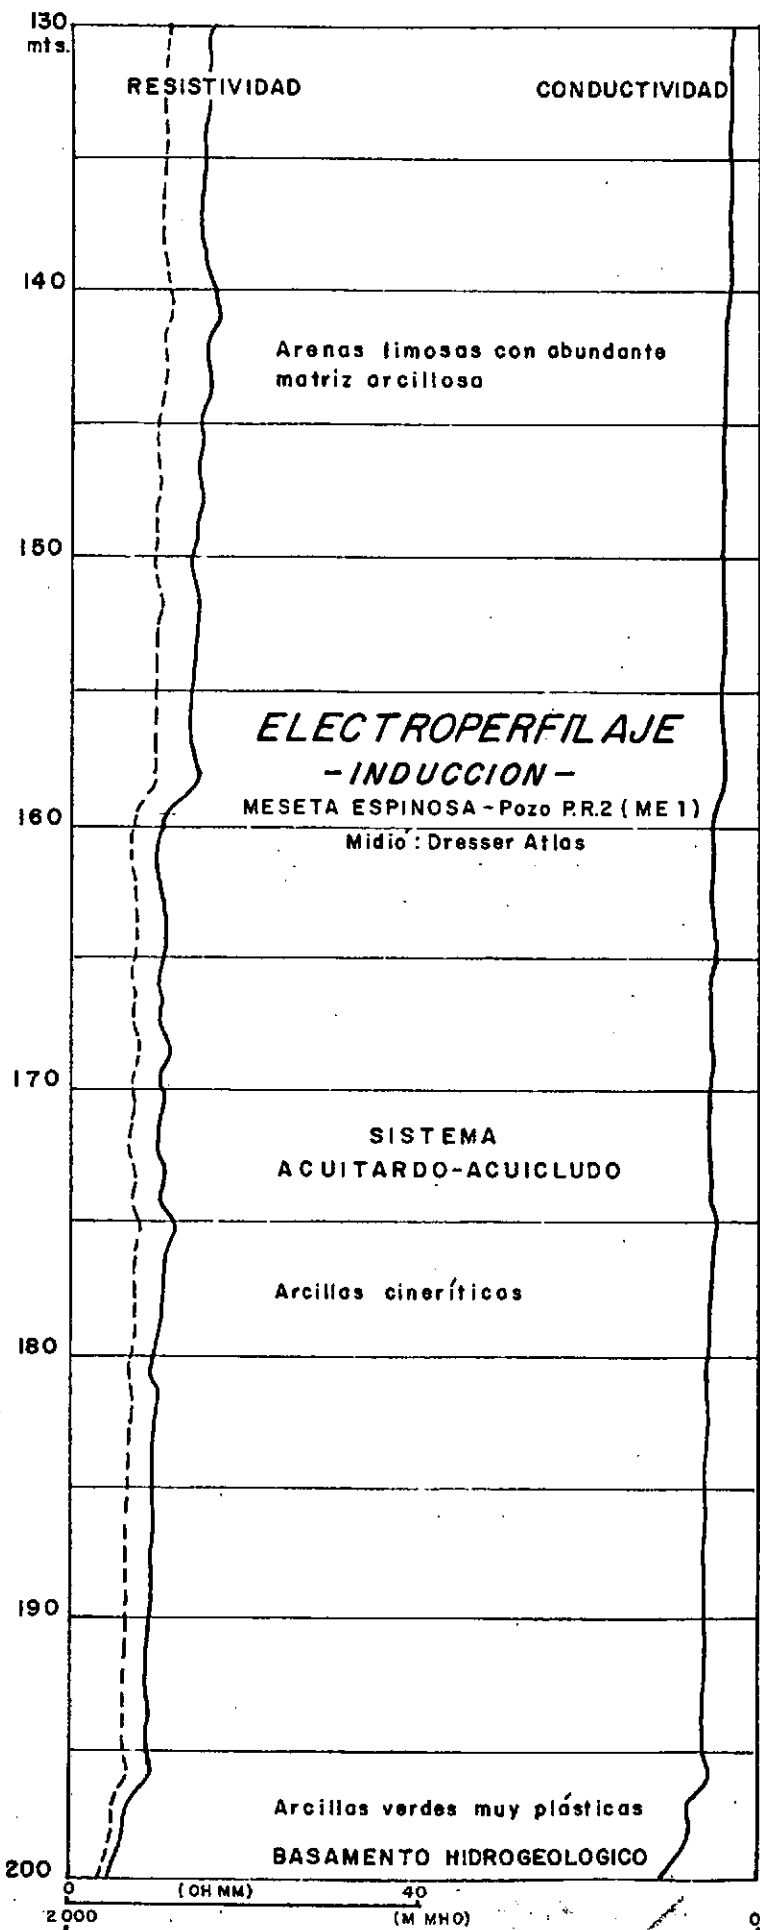 130
mts.
RESISTIVIDAD
CONDUCTIVIDAD
140
Arenas limosas con abundante
matriz arcillosa
150
ELECTROPERFILAJE
-INDUCCION-
MESETA ESPINOSA-Pozo P.R.2 (ME 1)
160
Midió: Dresser Atlas
170
SISTEMA
ACUITARDO-ACUICLUDO
Arcillas cineríticas
180
190
Arcillas verdes muy plásticas
BASAMENTO HIDROGEOLOGICO
200
0 (OHMM) 40
2000 (M MHO) 0